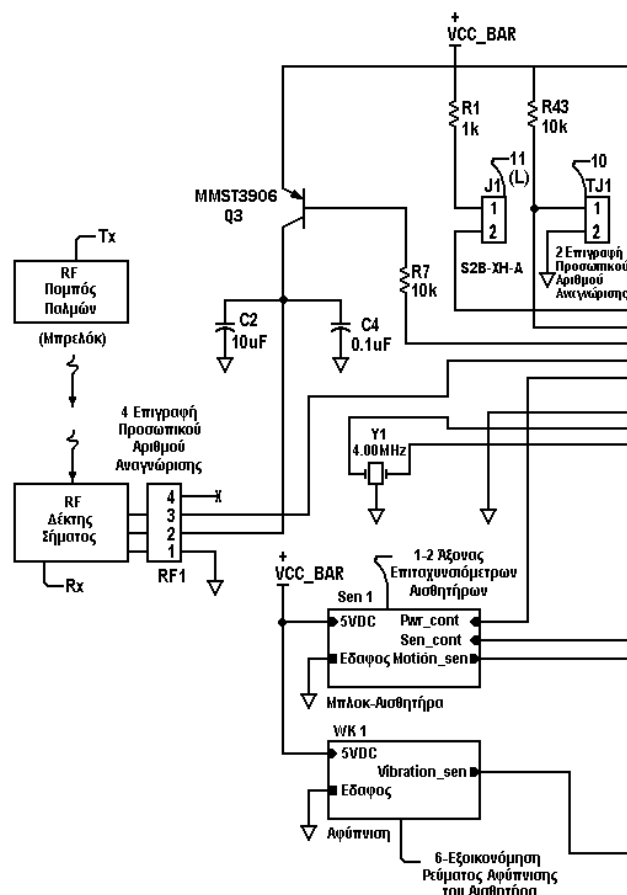 +
VCC_BAR
R1
1k
R43
10k
11
(L)
J1
1
2
S2B-XH-A
10
TJ1
1
2
2 Επιγραφή
Προσωπικού
Αριθμού
Αναγνώρισης
MMST3906
Q3
R7
10k
C2
10uF
C4
0.1uF
Tx
RF
Πομπός
Παλμών
(Μπρελόκ)
4 Επιγραφή
Προσωπικού
Αριθμού
Αναγνώρισης
RF
Δέκτης
Σήματος
Rx
4
3
2
1
X
RF1
Y1
4.00MHz
+
VCC_BAR
1-2 Άξονας
Επιταχυνσιόμετρων
Αισθητήρων
Sen 1
5VDC
Pwr_cont
Sen_cont
Εδαφος
Motion_sen
Μπλοκ-Αισθητήρα
WK 1
5VDC
Vibration_sen
Εδαφος
Αφύπνιση
6-Εξοικονόμηση
Ρεύματος Αφύπνισης
του Αισθητήρα